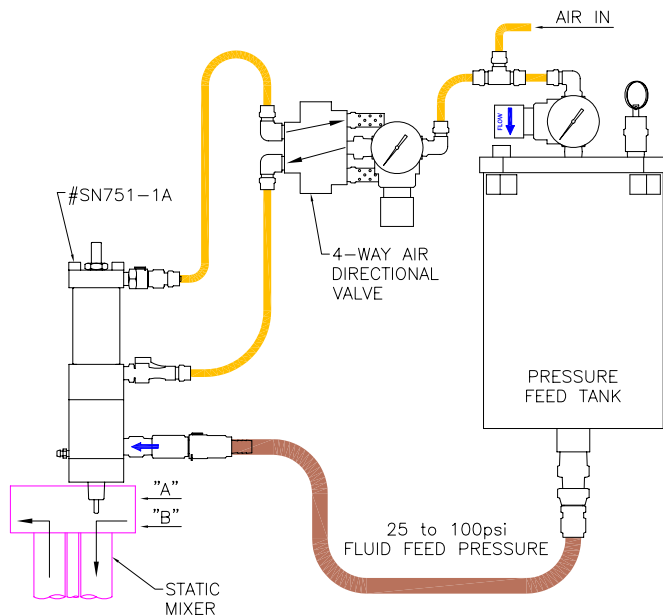 AIR IN
FLOW
#SN751-1A
4-WAY AIR
DIRECTIONAL
VALVE
PRESSURE
FEED TANK
"A"
"B"
25 to 100psi
FLUID FEED PRESSURE
STATIC
MIXER